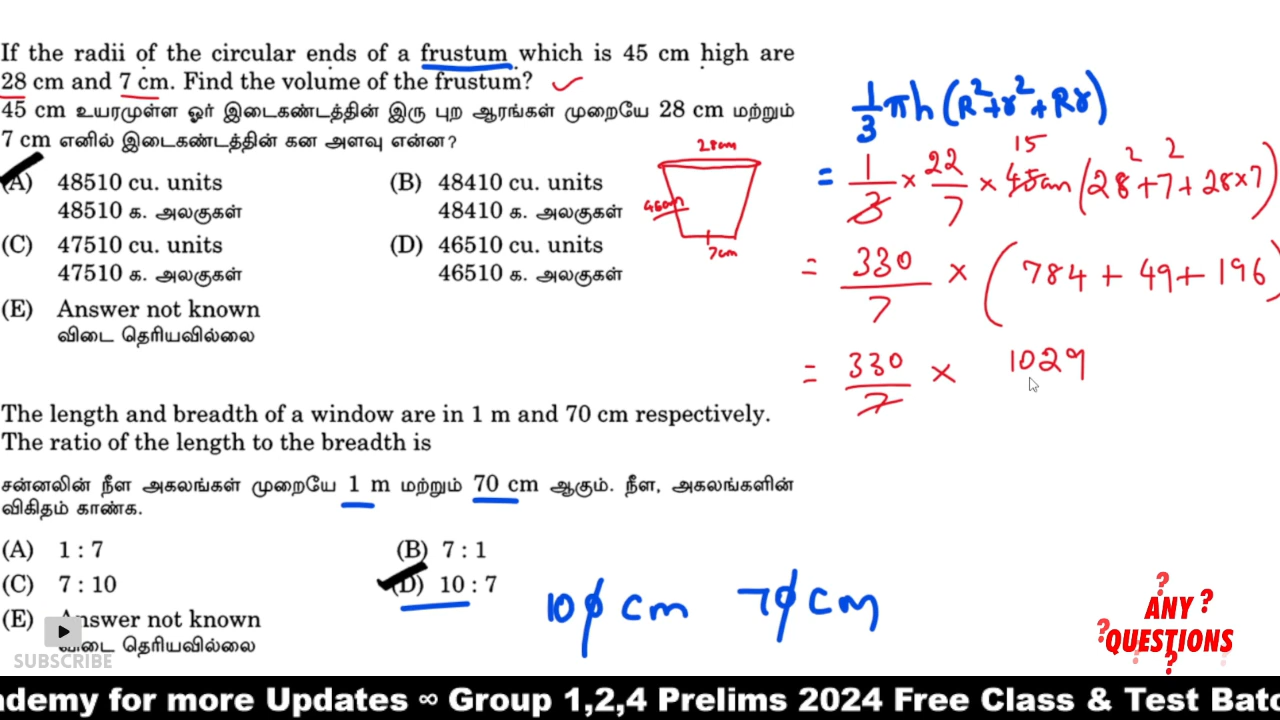 If the radii of the circular ends of a frustum which is 45 cm high are
28 cm and 7 cm. Find the volume of the frustum?
45 cm உயரமுள்ள ஓர் இடைகண்டத்தின் இரு புற ஆரங்கள் முறையே 28 cm மற்றும்
7 cm எனில் இடைகண்டத்தின் கன அளவு என்ன?
(A) 48510 cu. units
48510 க. அலகுகள்
(B) 48410 cu. units
48410 க. அலகுகள்
(C) 47510 cu. units
47510 க. அலகுகள்
(D) 46510 cu. units
46510 க. அலகுகள்
(E) Answer not known
விடை தெரியவில்லை
28cm
45cm
7cm
1/3 πh (R²+r²+Rr)
15
= 1/3 × 22/7 × 45cm (28²+7²+28×7)
= 330/7 × (784 + 49 + 196)
= 330/7 × 1029
The length and breadth of a window are in 1 m and 70 cm respectively.
The ratio of the length to the breadth is
சன்னலின் நீள அகலங்கள் முறையே 1 m மற்றும் 70 cm ஆகும். நீள, அகலங்களின்
விகிதம் காண்க.
(A) 1 : 7
(B) 7 : 1
(C) 7 : 10
(D) 10 : 7
(E) Answer not known
விடை தெரியவில்லை
100 cm 70 cm
SUBSCRIBE
ANY ?
QUESTIONS
ademy for more Updates ∞ Group 1,2,4 Prelims 2024 Free Class & Test Batc